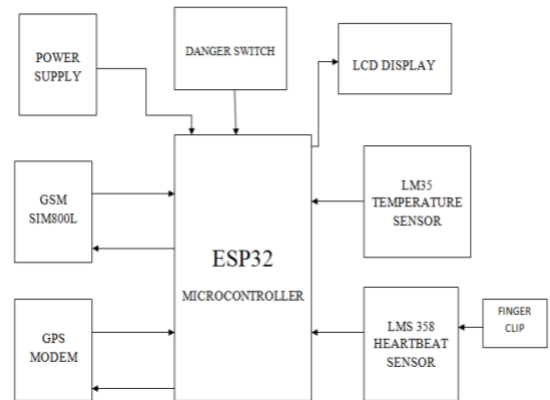 POWER
SUPPLY
DANGER SWITCH
LCD DISPLAY
GSM
SIM800L
ESP32
MICROCONTROLLER
LM35
TEMPERATURE
SENSOR
GPS
MODEM
LMS 358
HEARTBEAT
SENSOR
FINGER
CLIP